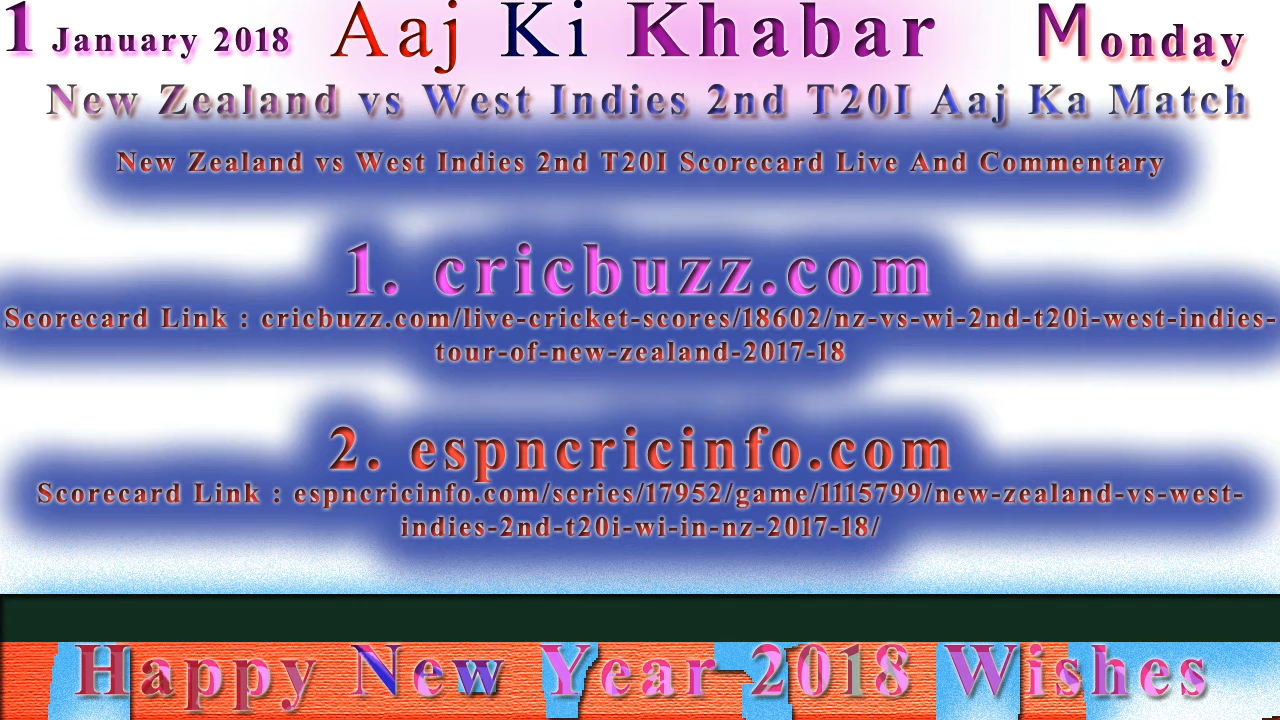 1 January 2018 Aaj Ki Khabar Monday
New Zealand vs West Indies 2nd T20I Aaj Ka Match
New Zealand vs West Indies 2nd T20I Scorecard Live And Commentary
1. cricbuzz.com
Scorecard Link : cricbuzz.com/live-cricket-scores/18602/nz-vs-wi-2nd-t20i-west-indies-
tour-of-new-zealand-2017-18
2. espncricinfo.com
Scorecard Link : espncricinfo.com/series/17952/game/1115799/new-zealand-vs-west-
indies-2nd-t20i-wi-in-nz-2017-18/
Happy New Year 2018 Wishes